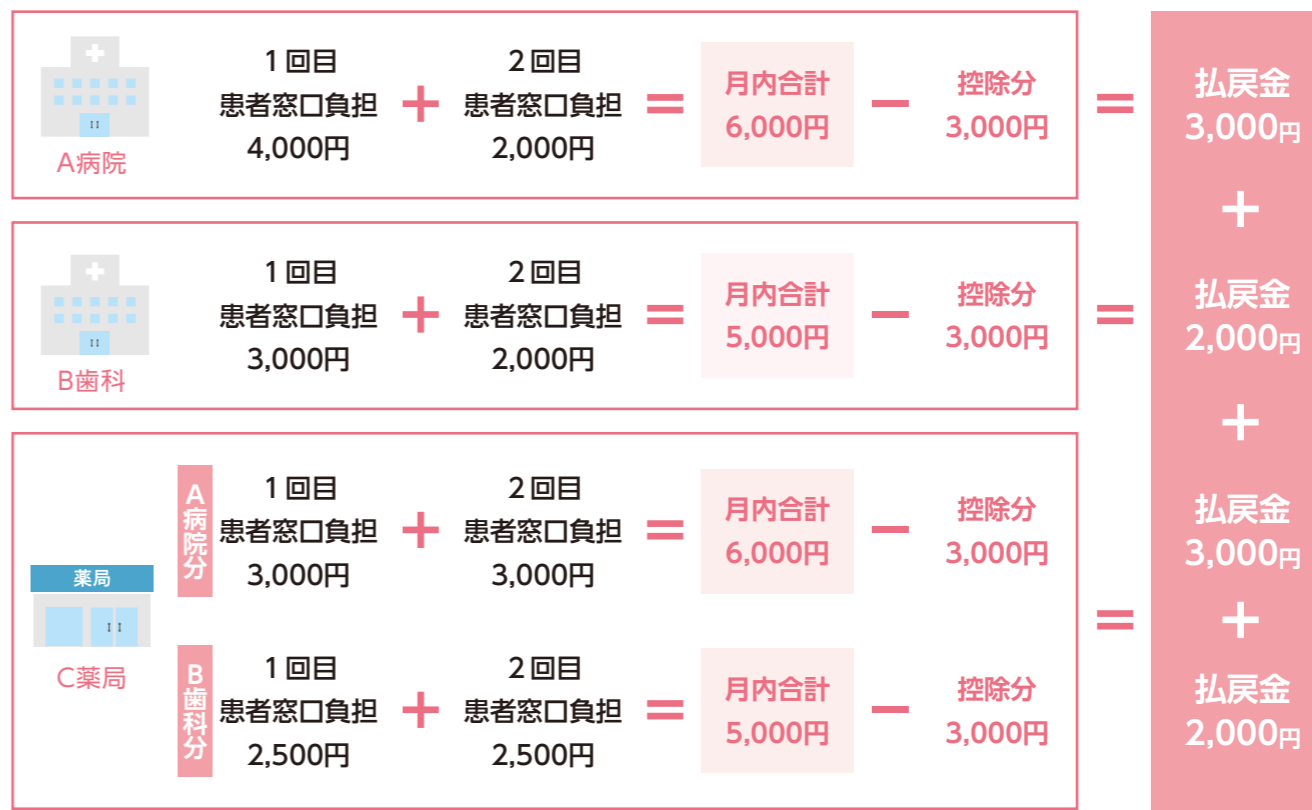 A病院
1回目
患者窓口負担
4,000円
+
2回目
患者窓口負担
2,000円
=
月内合計
6,000円
−
控除分
3,000円
=
払戻金
3,000円
+
B歯科
1回目
患者窓口負担
3,000円
+
2回目
患者窓口負担
2,000円
=
月内合計
5,000円
−
控除分
3,000円
=
払戻金
2,000円
+
薬局
C薬局
A病院分
1回目
患者窓口負担
3,000円
+
2回目
患者窓口負担
3,000円
=
月内合計
6,000円
−
控除分
3,000円
=
払戻金
3,000円
+
B歯科分
1回目
患者窓口負担
2,500円
+
2回目
患者窓口負担
2,500円
=
月内合計
5,000円
−
控除分
3,000円
払戻金
2,000円